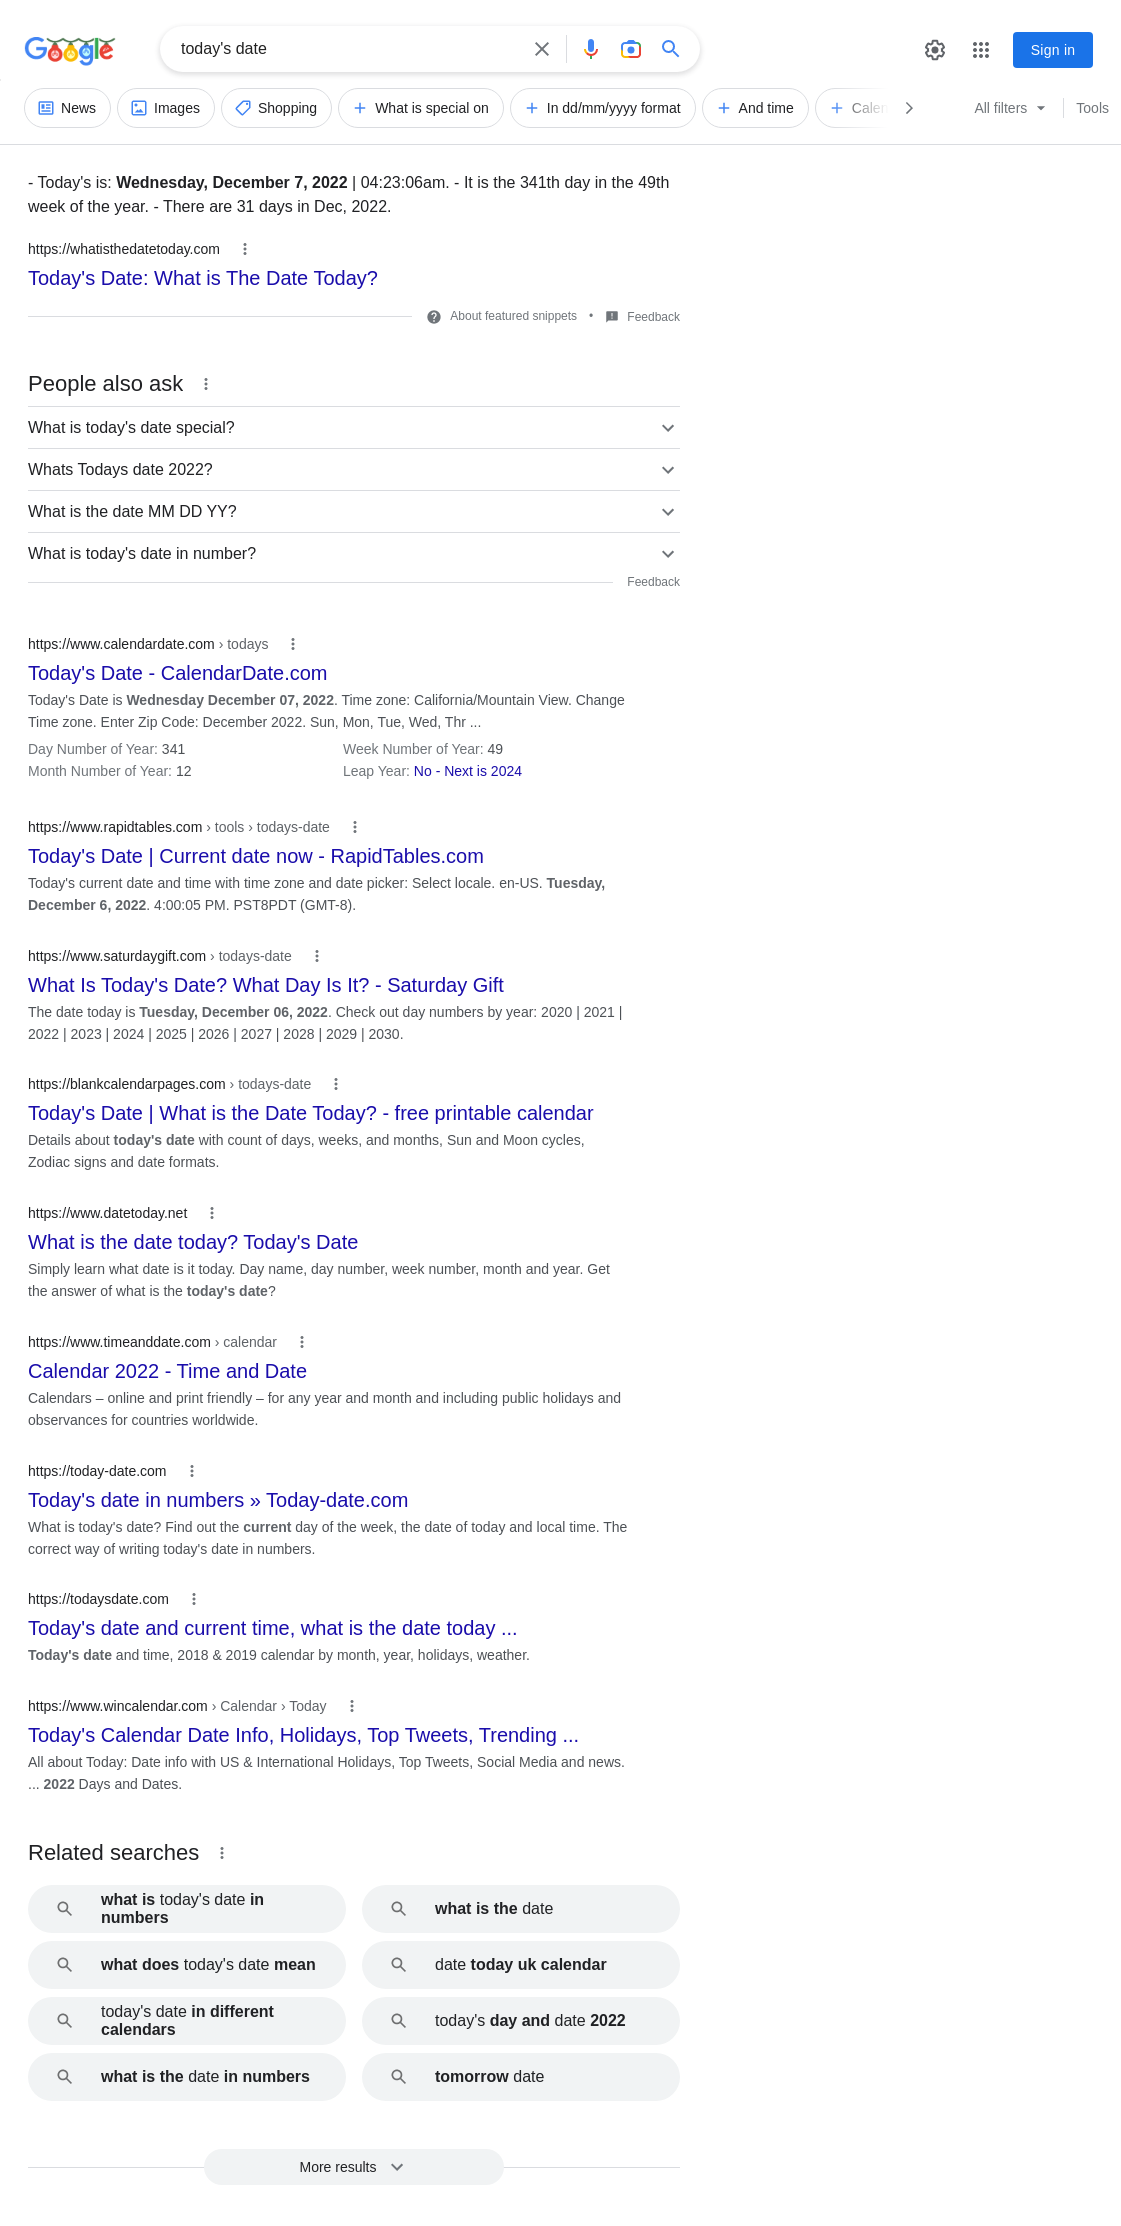 Google
today's date
Sign in
News
Images
Shopping
What is special on
In dd/mm/yyyy format
And time
All filters
Tools
- Today's is: Wednesday, December 7, 2022 | 04:23:06am. - It is the 341th day in the 49th
week of the year. - There are 31 days in Dec, 2022.
https://whatisthedatetoday.com
Today's Date: What is The Date Today?
About featured snippets • Feedback
People also ask
What is today's date special?
Whats Todays date 2022?
What is the date MM DD YY?
What is today's date in number?
Feedback
https://www.calendardate.com › todays
Today's Date - CalendarDate.com
Today's Date is Wednesday December 07, 2022. Time zone: California/Mountain View. Change
Time zone. Enter Zip Code: December 2022. Sun, Mon, Tue, Wed, Thr ...
Day Number of Year: 341
Week Number of Year: 49
Month Number of Year: 12
Leap Year: No - Next is 2024
https://www.rapidtables.com › tools › todays-date
Today's Date | Current date now - RapidTables.com
Today's current date and time with time zone and date picker: Select locale. en-US. Tuesday,
December 6, 2022. 4:00:05 PM. PST8PDT (GMT-8).
https://www.saturdaygift.com › todays-date
What Is Today's Date? What Day Is It? - Saturday Gift
The date today is Tuesday, December 06, 2022. Check out day numbers by year: 2020 | 2021 |
2022 | 2023 | 2024 | 2025 | 2026 | 2027 | 2028 | 2029 | 2030.
https://blankcalendarpages.com › todays-date
Today's Date | What is the Date Today? - free printable calendar
Details about today's date with count of days, weeks, and months, Sun and Moon cycles,
Zodiac signs and date formats.
https://www.datetoday.net
What is the date today? Today's Date
Simply learn what date is it today. Day name, day number, week number, month and year. Get
the answer of what is the today's date?
https://www.timeanddate.com › calendar
Calendar 2022 - Time and Date
Calendars – online and print friendly – for any year and month and including public holidays and
observances for countries worldwide.
https://today-date.com
Today's date in numbers » Today-date.com
What is today's date? Find out the current day of the week, the date of today and local time. The
correct way of writing today's date in numbers.
https://todaysdate.com
Today's date and current time, what is the date today ...
Today's date and time, 2018 & 2019 calendar by month, year, holidays, weather.
https://www.wincalendar.com › Calendar › Today
Today's Calendar Date Info, Holidays, Top Tweets, Trending ...
All about Today: Date info with US & International Holidays, Top Tweets, Social Media and news.
... 2022 Days and Dates.
Related searches
what is today's date in
numbers
what is the date
what does today's date mean
date today uk calendar
today's date in different
calendars
today's day and date 2022
what is the date in numbers
tomorrow date
More results